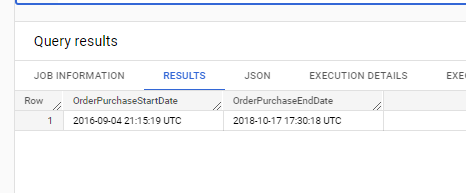 Query results
JOB INFORMATION RESULTS JSON EXECUTION DETAILS
Row OrderPurchaseStartDate OrderPurchaseEndDate
1 2016-09-04 21:15:19 UTC 2018-10-17 17:30:18 UTC